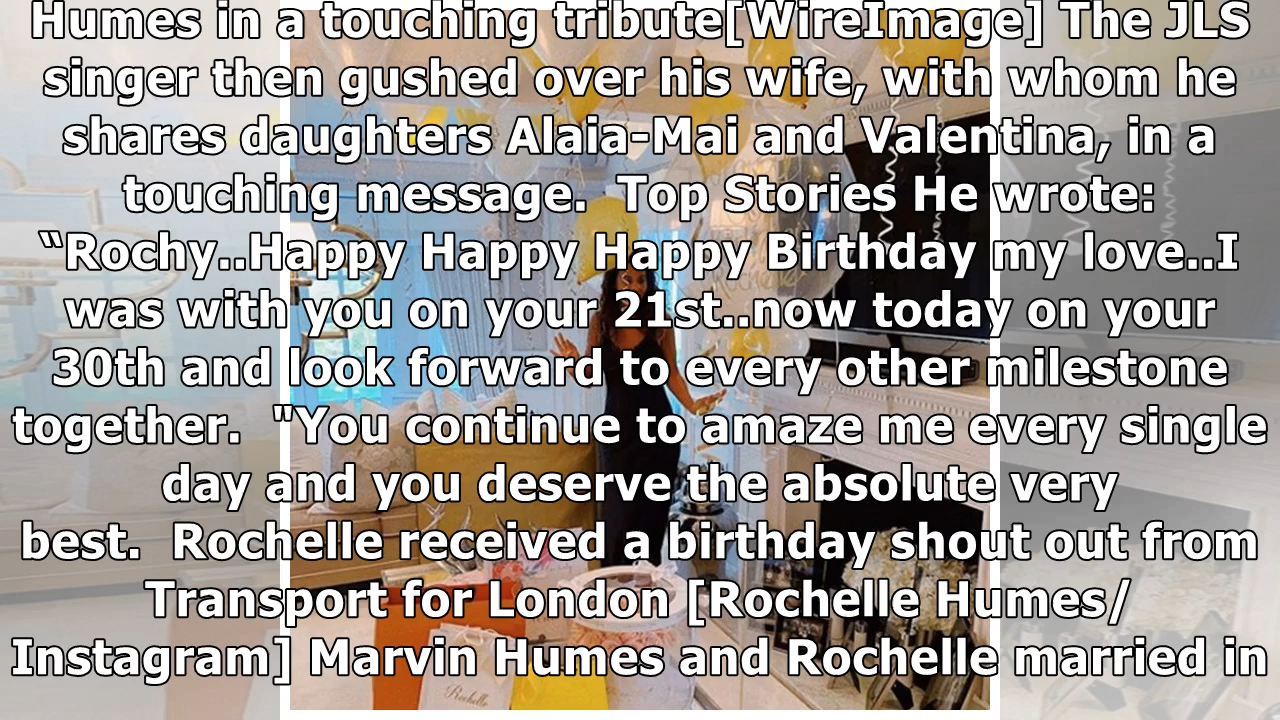 Humes in a touching tribute[WireImage] The JLS
singer then gushed over his wife, with whom he
shares daughters Alaia-Mai and Valentina, in a
touching message.  Top Stories He wrote:
“Rochy..Happy Happy Happy Birthday my love..I
was with you on your 21st..now today on your
30th and look forward to every other milestone
together.  "You continue to amaze me every single
day and you deserve the absolute very
best.  Rochelle received a birthday shout out from
Transport for London [Rochelle Humes/
Instagram] Marvin Humes and Rochelle married in
Rochelle